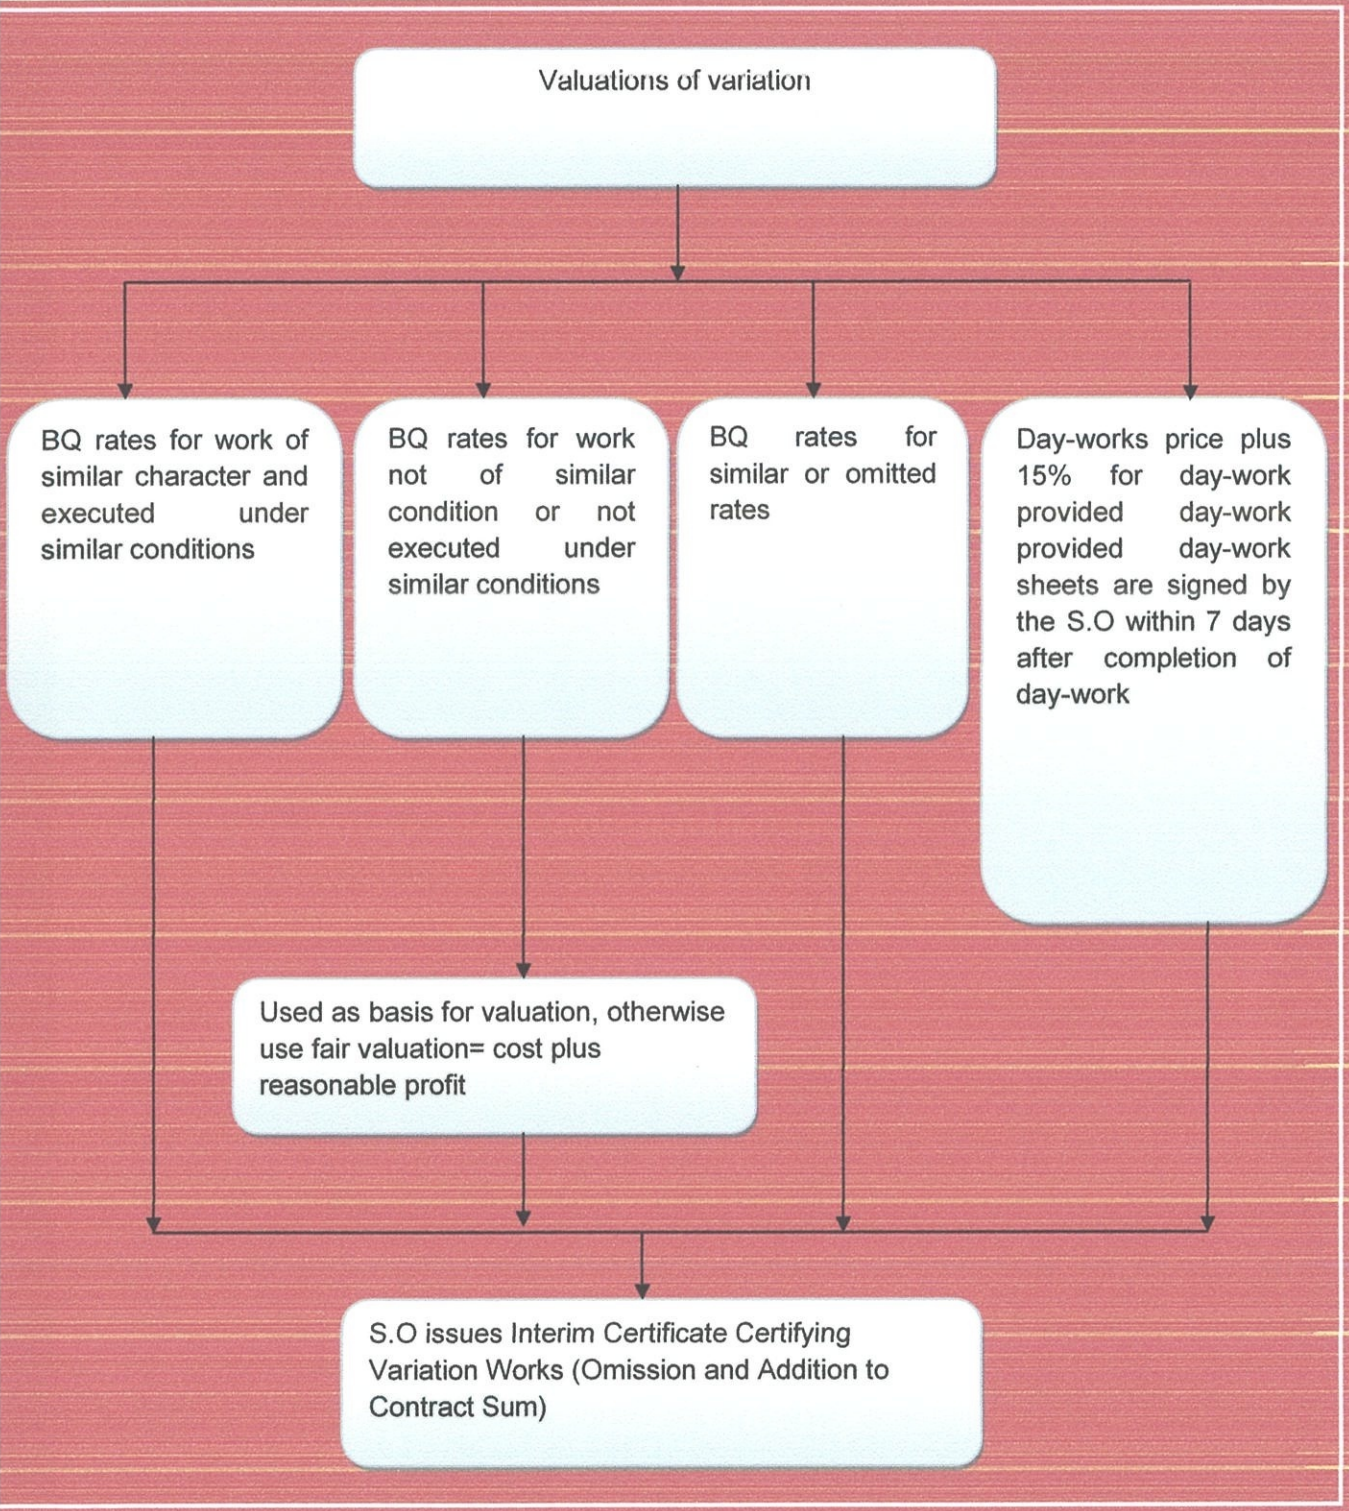 Valuations of variation
BQ rates for work of
similar character and
executed under
similar conditions
BQ rates for work
not of similar
condition or not
executed under
similar conditions
BQ rates for
similar or omitted
rates
Day-works price plus
15% for day-work
provided day-work
provided day-work
sheets are signed by
the S.O within 7 days
after completion of
day-work
Used as basis for valuation, otherwise
use fair valuation= cost plus
reasonable profit
S.O issues Interim Certificate Certifying
Variation Works (Omission and Addition to
Contract Sum)